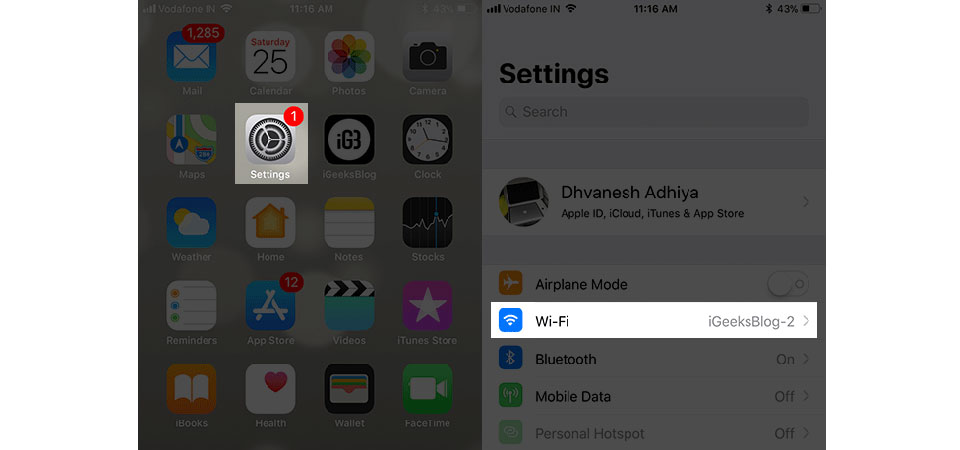 Vodafone IN 11:16 AM 43%
1,285
Saturday
25
Mail Calendar Photos Camera
280
1
iG3
Maps Settings iGeeksBlog Clock
Weather Home Notes Stocks
12
Reminders App Store Videos iTunes Store
iBooks Health Wallet FaceTime
Vodafone IN 11:16 AM 43%
Settings
Search
Dhvanesh Adhiya
Apple ID, iCloud, iTunes & App Store
Airplane Mode
Wi-Fi iGeeksBlog-2
Bluetooth On
Mobile Data Off
Personal Hotspot Off